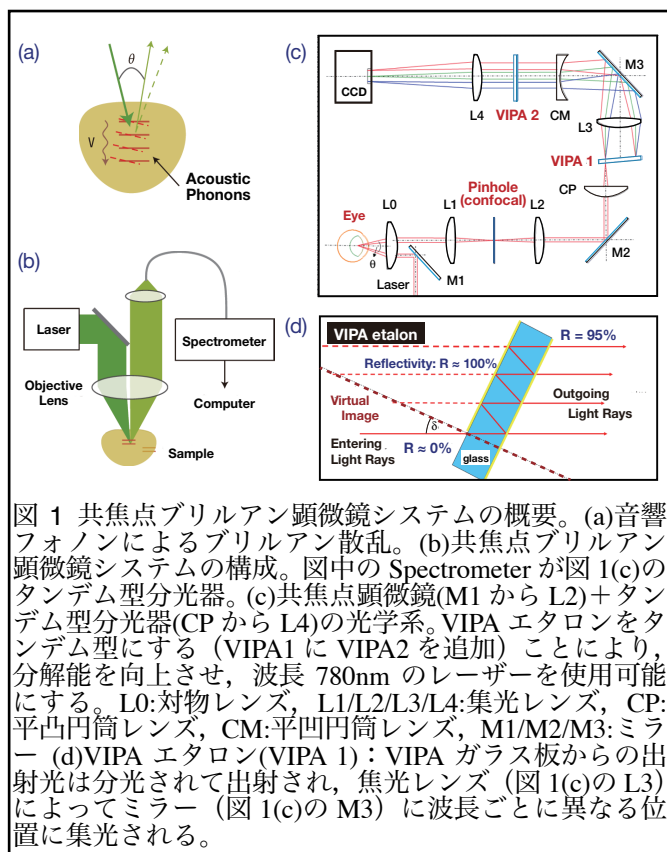 (a)
θ
V
Acoustic
Phonons
(b)
Laser
Spectrometer
Objective
Lens
Computer
Sample
(c)
CCD
L4
VIPA 2
CM
M3
L3
VIPA 1
CP
Pinhole
(confocal)
Eye
L0
L1
L2
θ
M1
Laser
M2
(d)
VIPA etalon
R = 95%
Reflectivity: R ≈ 100%
Virtual
Image
Outgoing
Light Rays
δ
Entering
Light Rays
R ≈ 0%
glass
図 1 共焦点ブリルアン顕微鏡システムの概要。(a)音響
フォノンによるブリルアン散乱。(b)共焦点ブリルアン
顕微鏡システムの構成。図中の Spectrometer が図 1(c)の
タンデム型分光器。(c)共焦点顕微鏡(M1 から L2)＋タン
デム型分光器(CP から L4)の光学系。VIPA エタロンをタ
ンデム型にする（VIPA1 に VIPA2 を追加）ことにより，
分解能を向上させ，波長 780nm のレーザーを使用可能
にする。L0:対物レンズ，L1/L2/L3/L4:集光レンズ，CP:
平凸円筒レンズ，CM:平凹円筒レンズ，M1/M2/M3:ミラ
ー (d)VIPA エタロン(VIPA 1)：VIPA ガラス板からの出
射光は分光されて出射され，焦光レンズ（図 1(c)の L3）
によってミラー（図 1(c)の M3）に波長ごとに異なる位
置に集光される。